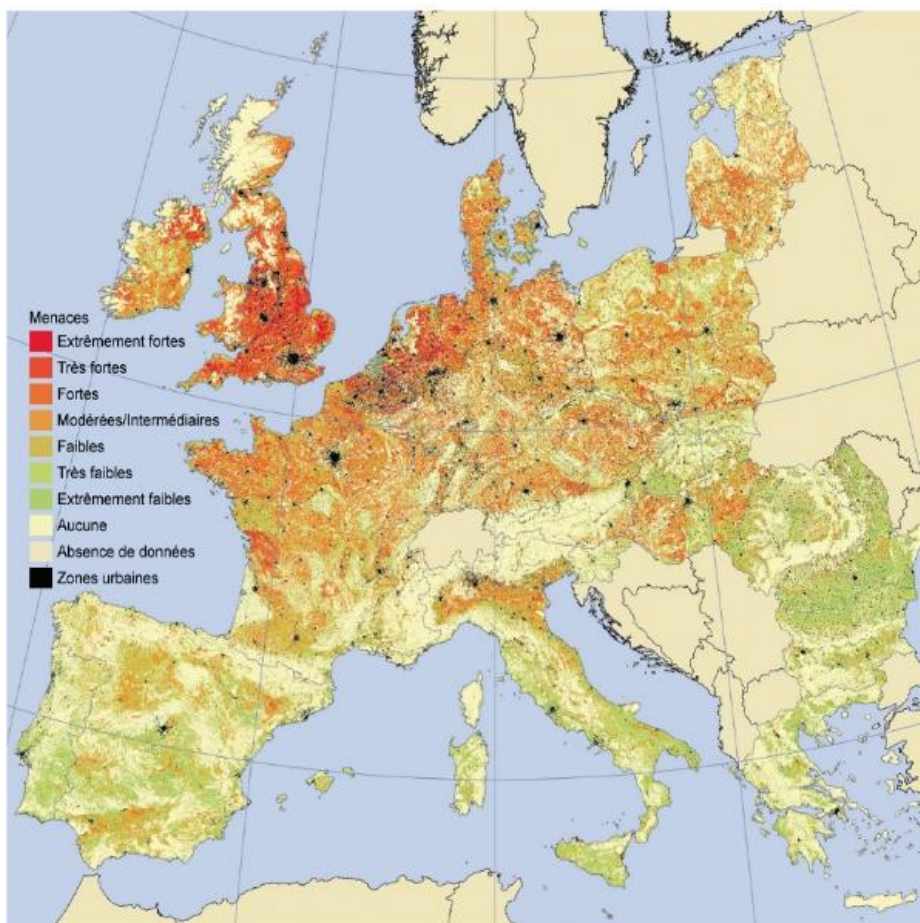 Menaces
Extrêmement fortes
Très fortes
Fortes
Modérées/Intermédiaires
Faibles
Très faibles
Extrêmement faibles
Aucune
Absence de données
Zones urbaines